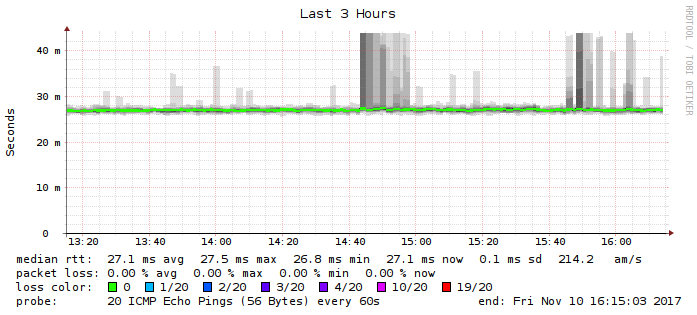 Last 3 Hours
RRDTOOL / TOBI OETIKER
Seconds
40 m
30 m
20 m
10 m
0
13:20 13:40 14:00 14:20 14:40 15:00 15:20 15:40 16:00
median rtt: 27.1 ms avg 27.5 ms max 26.8 ms min 27.1 ms now 0.1 ms sd 214.2 am/s
packet loss: 0.00 % avg 0.00 % max 0.00 % min 0.00 % now
loss color: 0 1/20 2/20 3/20 4/20 10/20 19/20
probe: 20 ICMP Echo Pings (56 Bytes) every 60s end: Fri Nov 10 16:15:03 2017